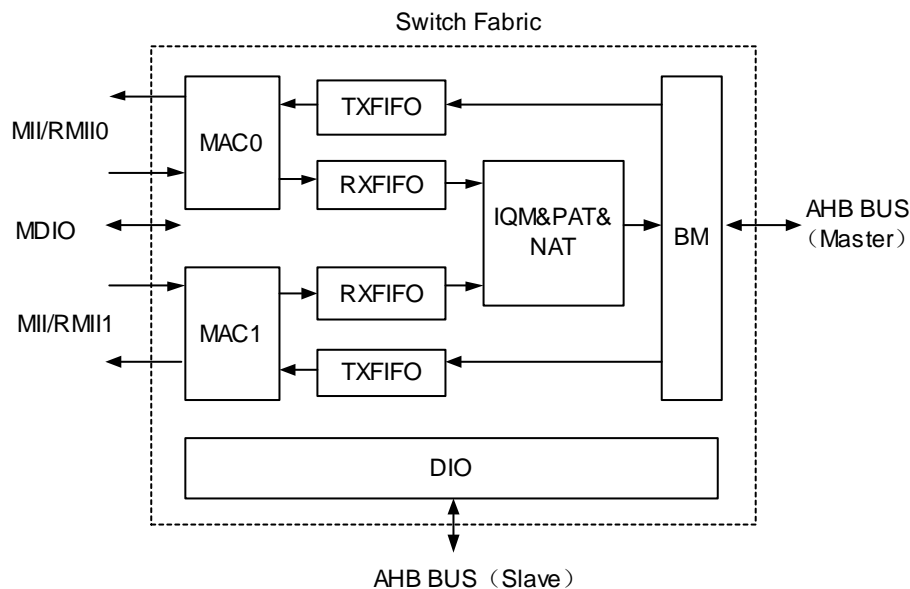 Switch Fabric
MII/RMII0
MAC0
TXFIFO
RXFIFO
MDIO
IQM&PAT&
NAT
BM
AHB BUS
（Master）
MII/RMII1
MAC1
RXFIFO
TXFIFO
DIO
AHB BUS（Slave）